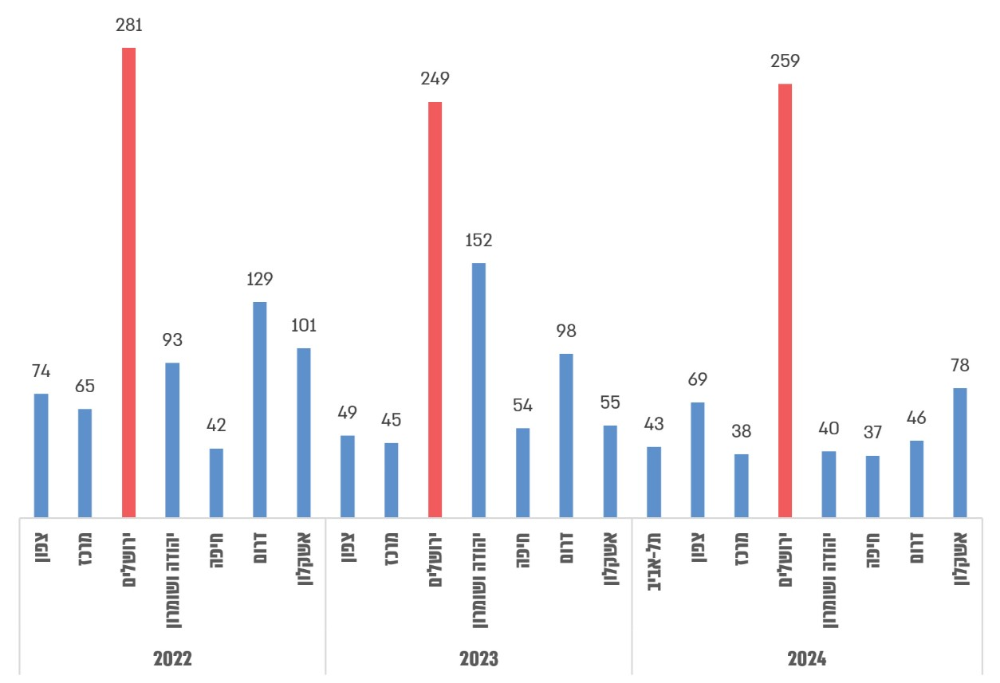 281
249
259
152
129
101
93
98
74
65
42
49
45
54
55
43
69
38
40
37
46
78
צפון
מרכז
ירושלים
יהודה ושומרון
חיפה
דרום
אשקלון
צפון
מרכז
ירושלים
יהודה ושומרון
חיפה
דרום
אשקלון
תל-אביב
צפון
מרכז
ירושלים
יהודה ושומרון
חיפה
דרום
אשקלון
2022
2023
2024